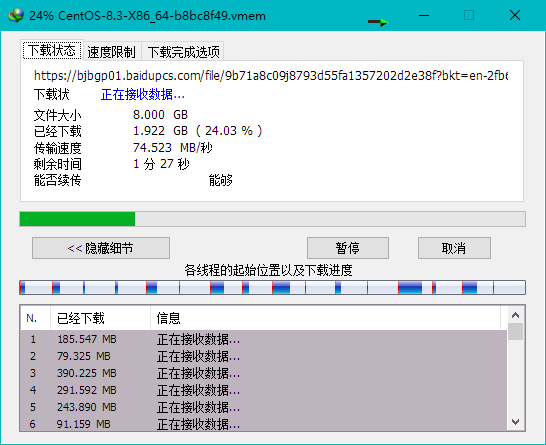 24% CentOS-8.3-X86_64-b8bc8f49.vmem
下载状态 速度限制 下载完成选项
https://bjbgp01.baidupcs.com/file/9b71a8c09j8793d55fa1357202d2e38f?bkt=en-2fb6
下载状 正在接收数据...
文件大小 8.000 GB
已经下载 1.922 GB ( 24.03 % )
传输速度 74.523 MB/秒
剩余时间 1 分 27 秒
能否续传 能够
<< 隐藏细节 暂停 取消
各线程的起始位置以及下载进度
N. 已经下载 信息
1 185.547 MB 正在接收数据...
2 79.325 MB 正在接收数据...
3 390.225 MB 正在接收数据...
4 291.592 MB 正在接收数据...
5 243.890 MB 正在接收数据...
6 91.159 MB 正在接收数据...